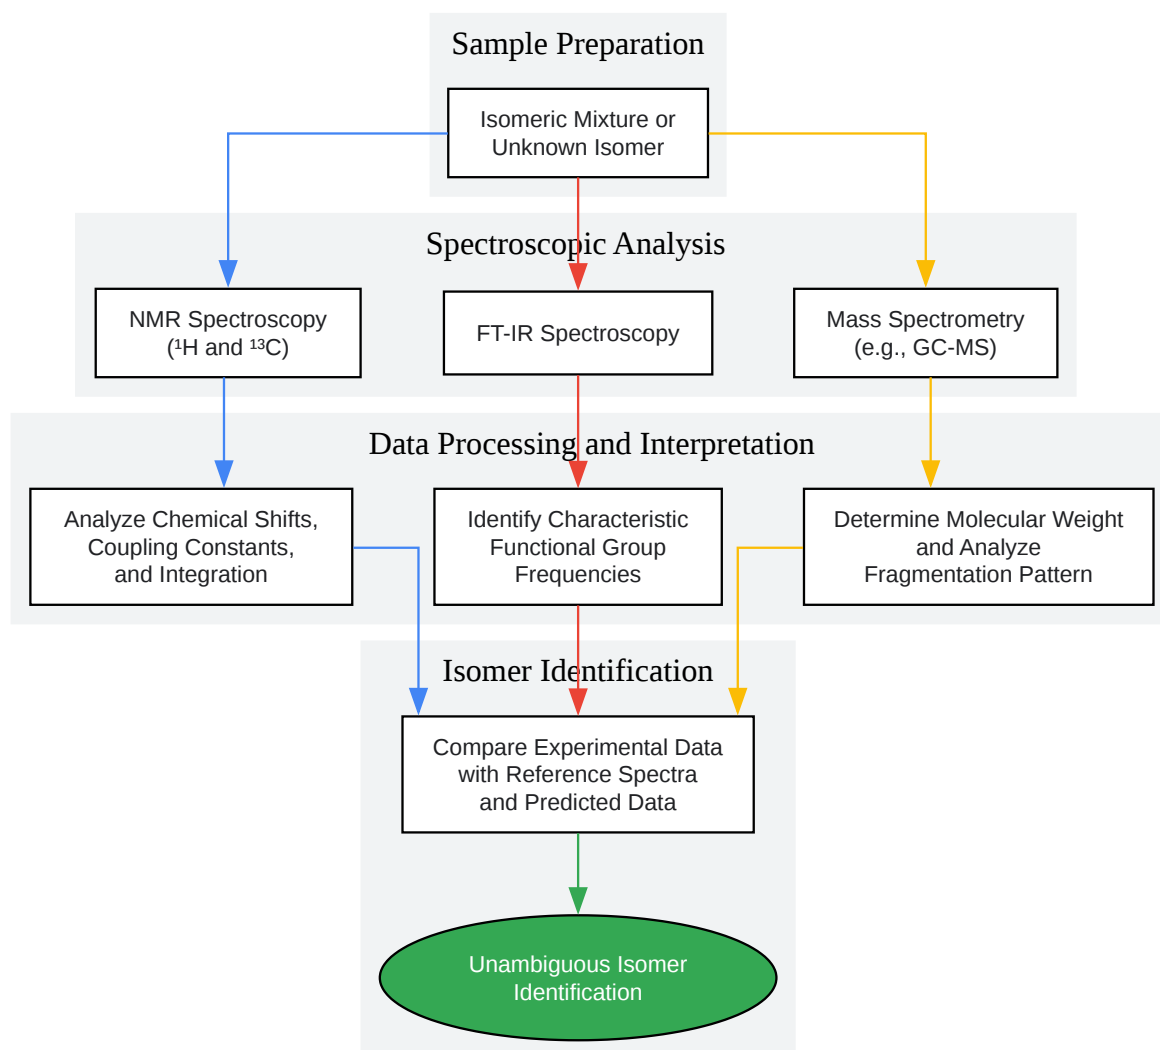 Sample Preparation
Isomeric Mixture or
Unknown Isomer
Spectroscopic Analysis
NMR Spectroscopy
(¹H and ¹³C)
FT-IR Spectroscopy
Mass Spectrometry
(e.g., GC-MS)
Data Processing and Interpretation
Analyze Chemical Shifts,
Coupling Constants,
and Integration
Identify Characteristic
Functional Group
Frequencies
Determine Molecular Weight
and Analyze
Fragmentation Pattern
Isomer Identification
Compare Experimental Data
with Reference Spectra
and Predicted Data
Unambiguous Isomer
Identification